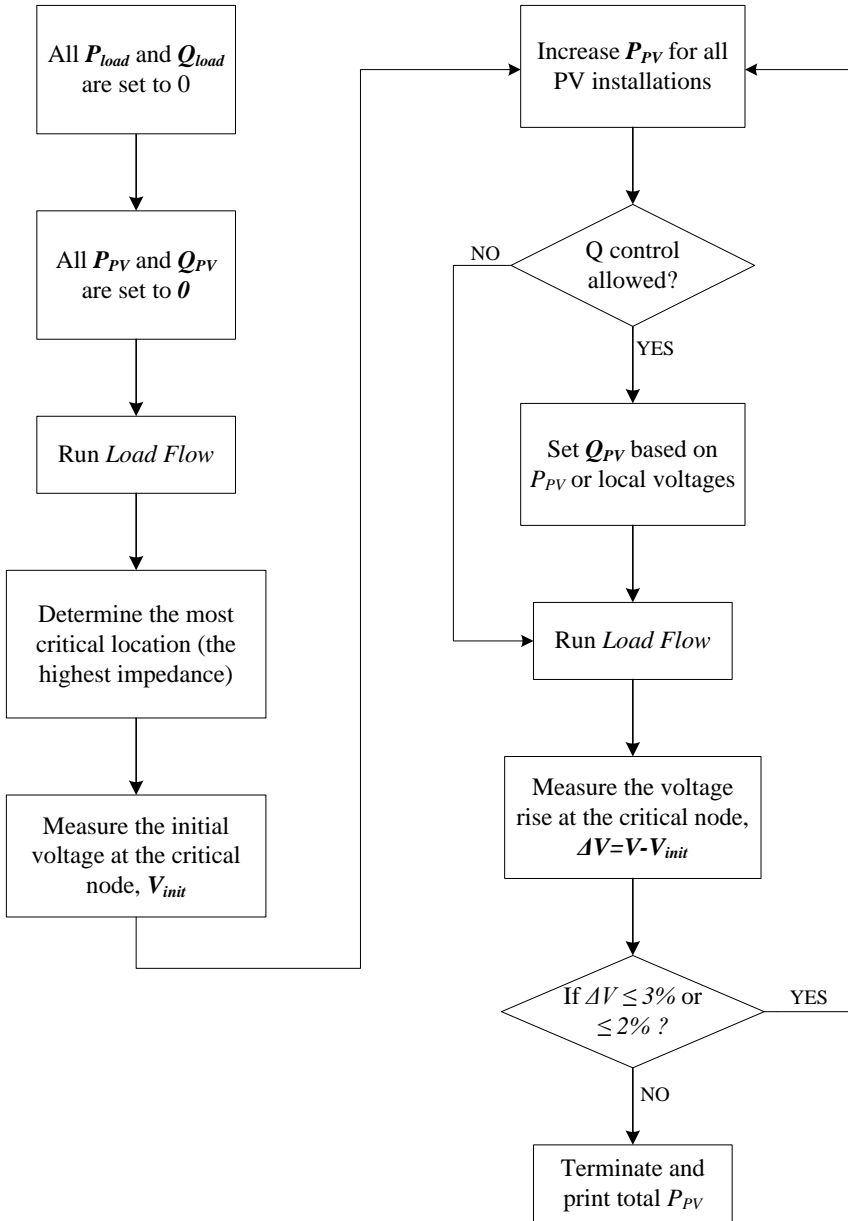 All P_load and Q_load
are set to 0
All P_PV and Q_PV
are set to 0
Run Load Flow
Determine the most
critical location (the
highest impedance)
Measure the initial
voltage at the critical
node, V_init
Increase P_PV for all
PV installations
Q control
allowed?
NO
YES
Set Q_PV based on
P_PV or local voltages
Run Load Flow
Measure the voltage
rise at the critical node,
ΔV=V-V_init
If ΔV ≤ 3% or
≤ 2% ?
YES
NO
Terminate and
print total P_PV